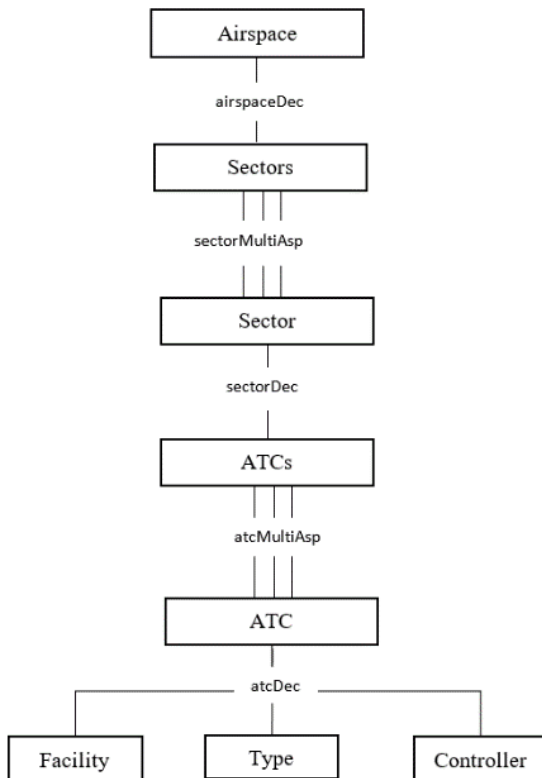 Airspace
airspaceDec
Sectors
sectorMultiAsp
Sector
sectorDec
ATCs
atcMultiAsp
ATC
atcDec
Facility
Type
Controller